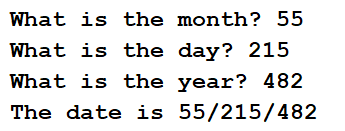 What is the month? 55
What is the day? 215
What is the year? 482
The date is 55/215/482